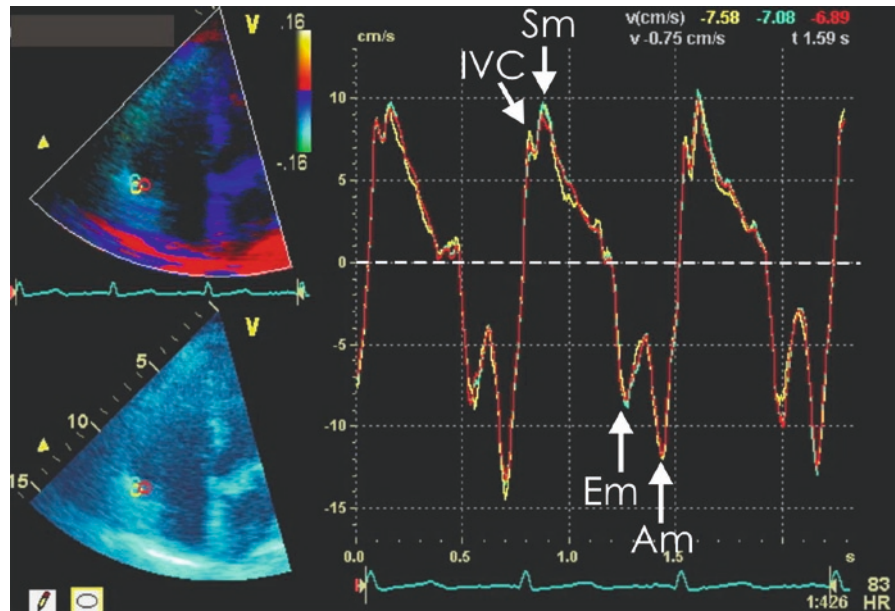 .16
V
-.16
V
5
10
15
cm/s
v(cm/s) -7.58 -7.08 -6.89
v -0.75 cm/s t 1.59 s
Sm
IVC
10
5
0
-5
-10
-15
Em
Am
0.0 0.5 1.0 1.5 s
83
1:426 HR